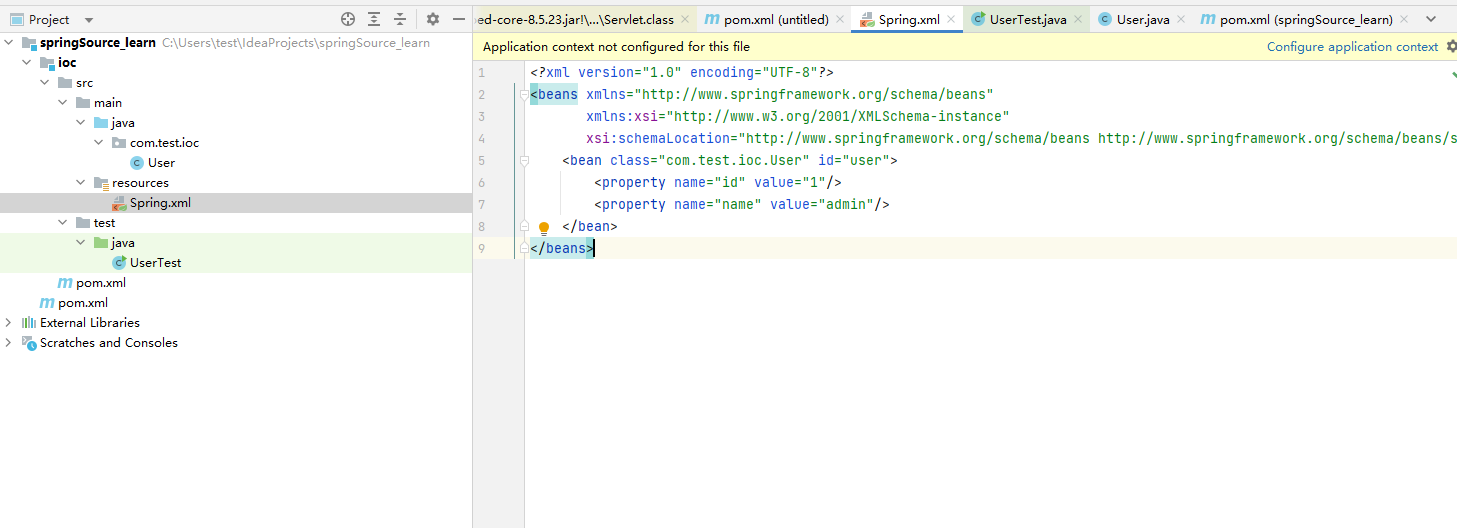 Project
springSource_learn C:\Users\test\IdeaProjects\springSource_learn
ioc
src
main
java
com.test.ioc
User
resources
Spring.xml
test
java
UserTest
pom.xml
pom.xml
External Libraries
Scratches and Consoles
ed-core-8.5.23.jar!\...\Servlet.class
pom.xml (untitled)
Spring.xml
UserTest.java
User.java
pom.xml (springSource_learn)
Application context not configured for this file
Configure application context
1 <?xml version="1.0" encoding="UTF-8"?>
2 <beans xmlns="http://www.springframework.org/schema/beans"
3 xmlns:xsi="http://www.w3.org/2001/XMLSchema-instance"
4 xsi:schemaLocation="http://www.springframework.org/schema/beans http://www.springframework.org/schema/beans/s
5 <bean class="com.test.ioc.User" id="user">
6 <property name="id" value="1"/>
7 <property name="name" value="admin"/>
8 </bean>
9 </beans>